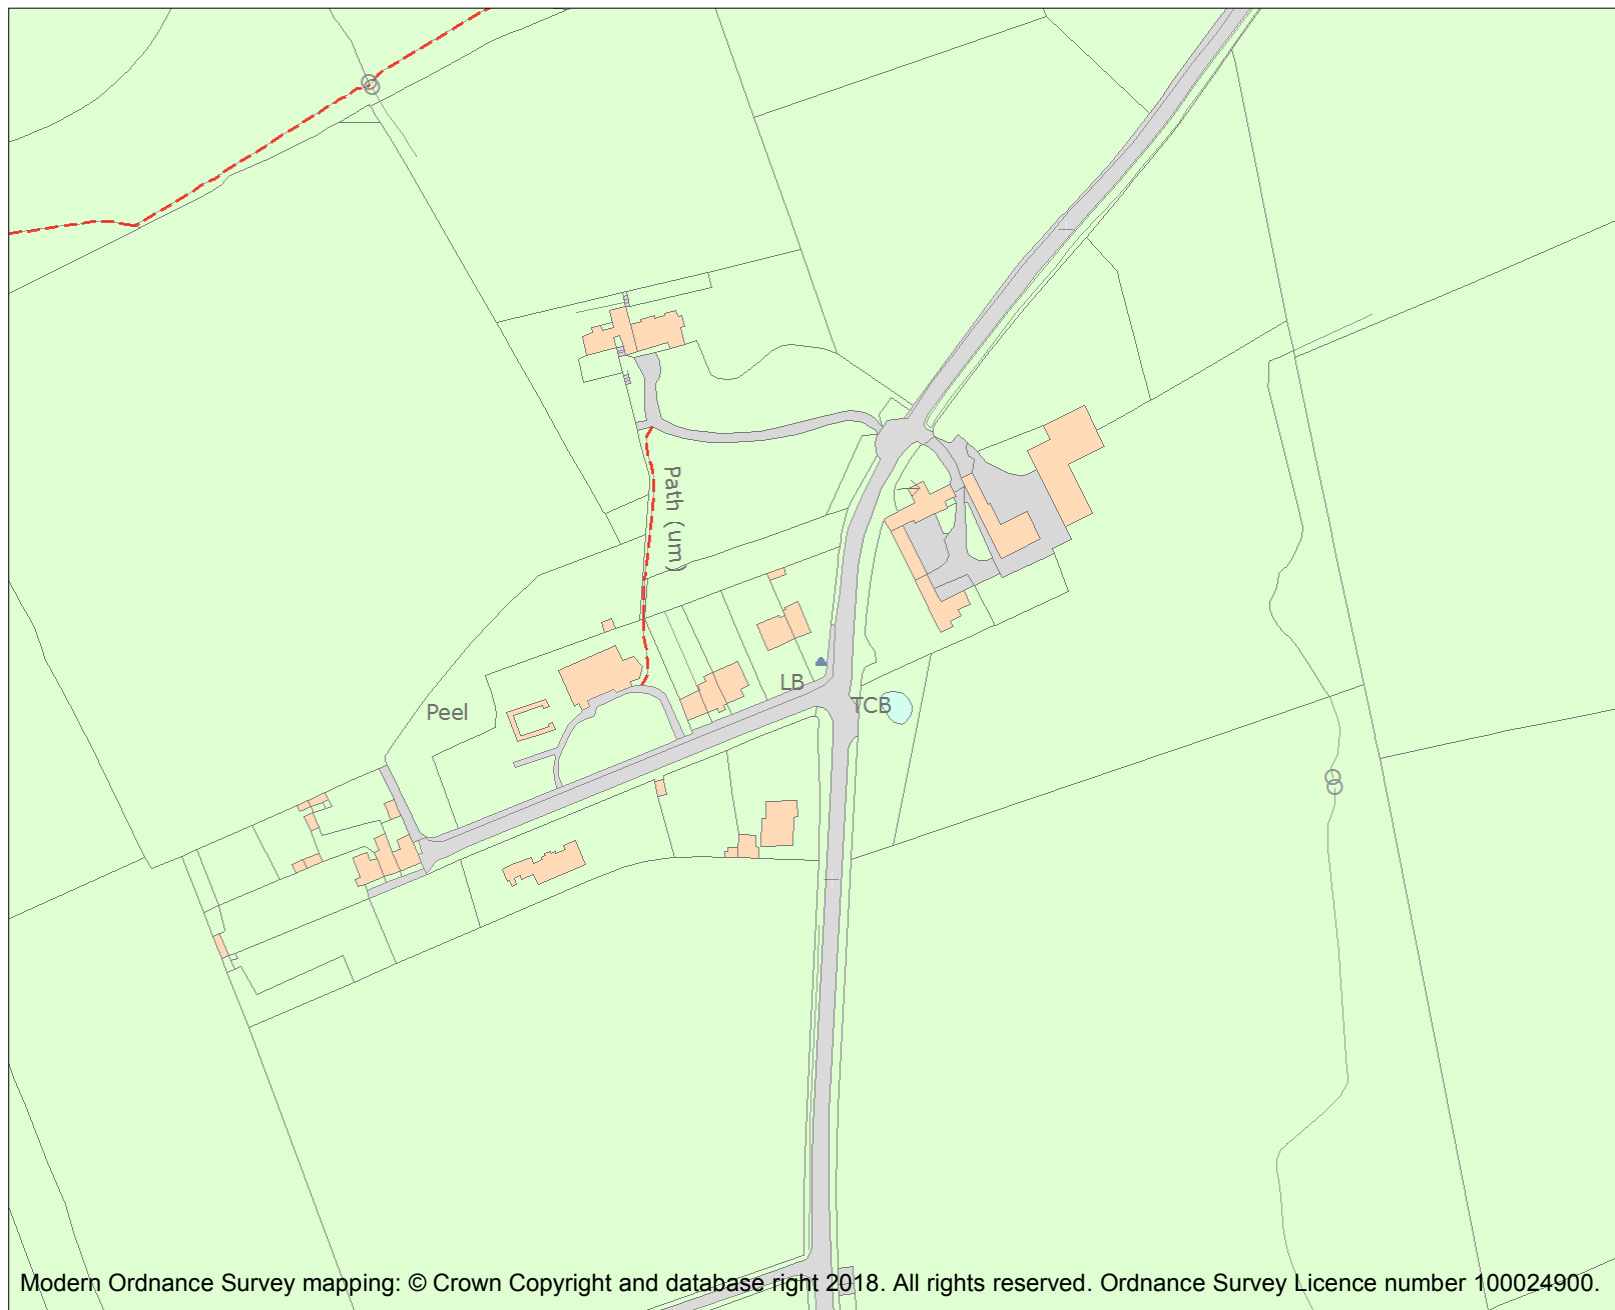 Path (um)
LB
TCB
Peel
Modern Ordnance Survey mapping: © Crown Copyright and database right 2018. All rights reserved. Ordnance Survey Licence number 100024900.